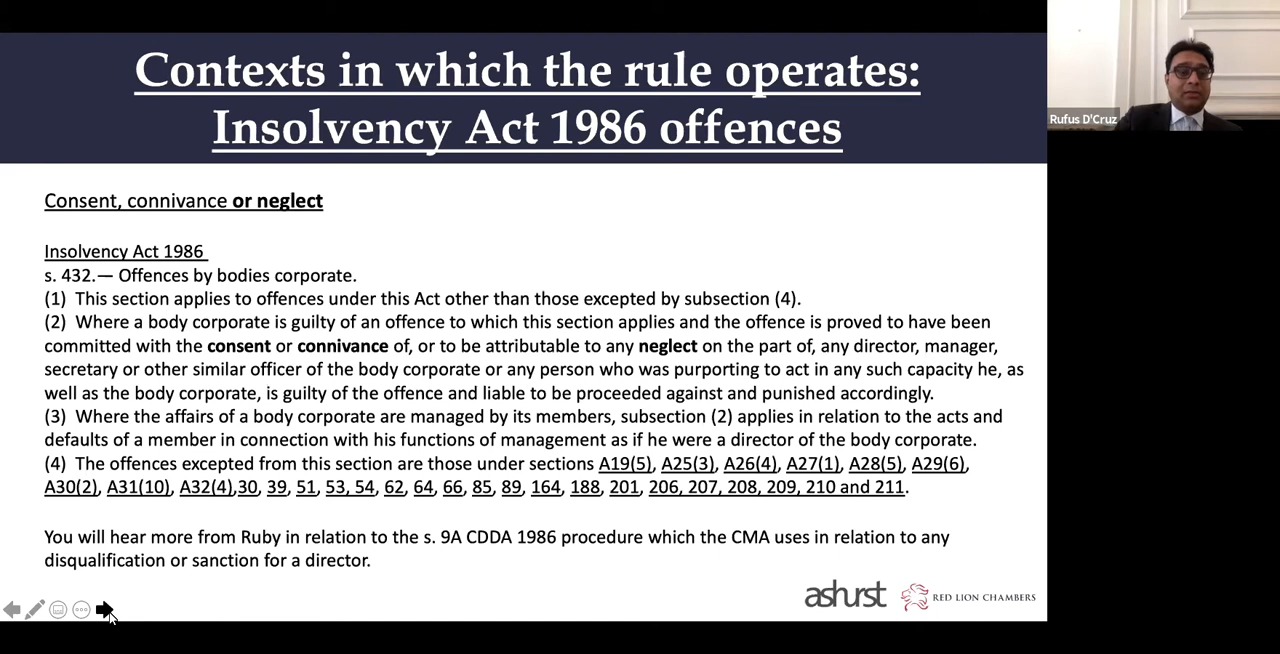 Contexts in which the rule operates:
Insolvency Act 1986 offences
Rufus D'Cruz
Consent, connivance or neglect
Insolvency Act 1986
s. 432.— Offences by bodies corporate.
(1) This section applies to offences under this Act other than those excepted by subsection (4).
(2) Where a body corporate is guilty of an offence to which this section applies and the offence is proved to have been
committed with the consent or connivance of, or to be attributable to any neglect on the part of, any director, manager,
secretary or other similar officer of the body corporate or any person who was purporting to act in any such capacity he, as
well as the body corporate, is guilty of the offence and liable to be proceeded against and punished accordingly.
(3) Where the affairs of a body corporate are managed by its members, subsection (2) applies in relation to the acts and
defaults of a member in connection with his functions of management as if he were a director of the body corporate.
(4) The offences excepted from this section are those under sections A19(5), A25(3), A26(4), A27(1), A28(5), A29(6),
A30(2), A31(10), A32(4),30, 39, 51, 53, 54, 62, 64, 66, 85, 89, 164, 188, 201, 206, 207, 208, 209, 210 and 211.
You will hear more from Ruby in relation to the s. 9A CDDA 1986 procedure which the CMA uses in relation to any
disqualification or sanction for a director.
ashurst RED LION CHAMBERS